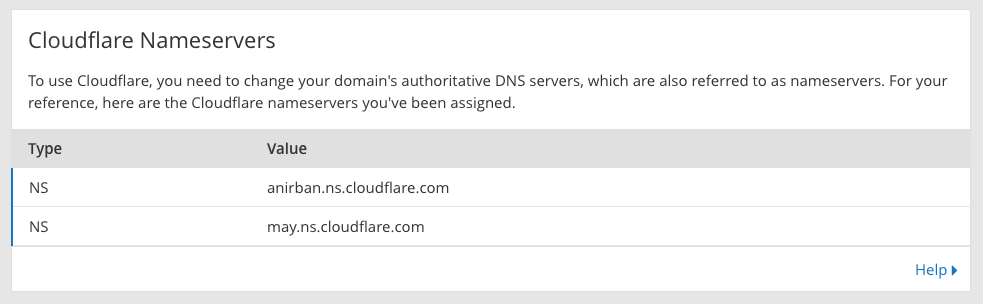 Cloudflare Nameservers
To use Cloudflare, you need to change your domain's authoritative DNS servers, which are also referred to as nameservers. For your
reference, here are the Cloudflare nameservers you've been assigned.
Type Value
NS anirban.ns.cloudflare.com
NS may.ns.cloudflare.com
Help